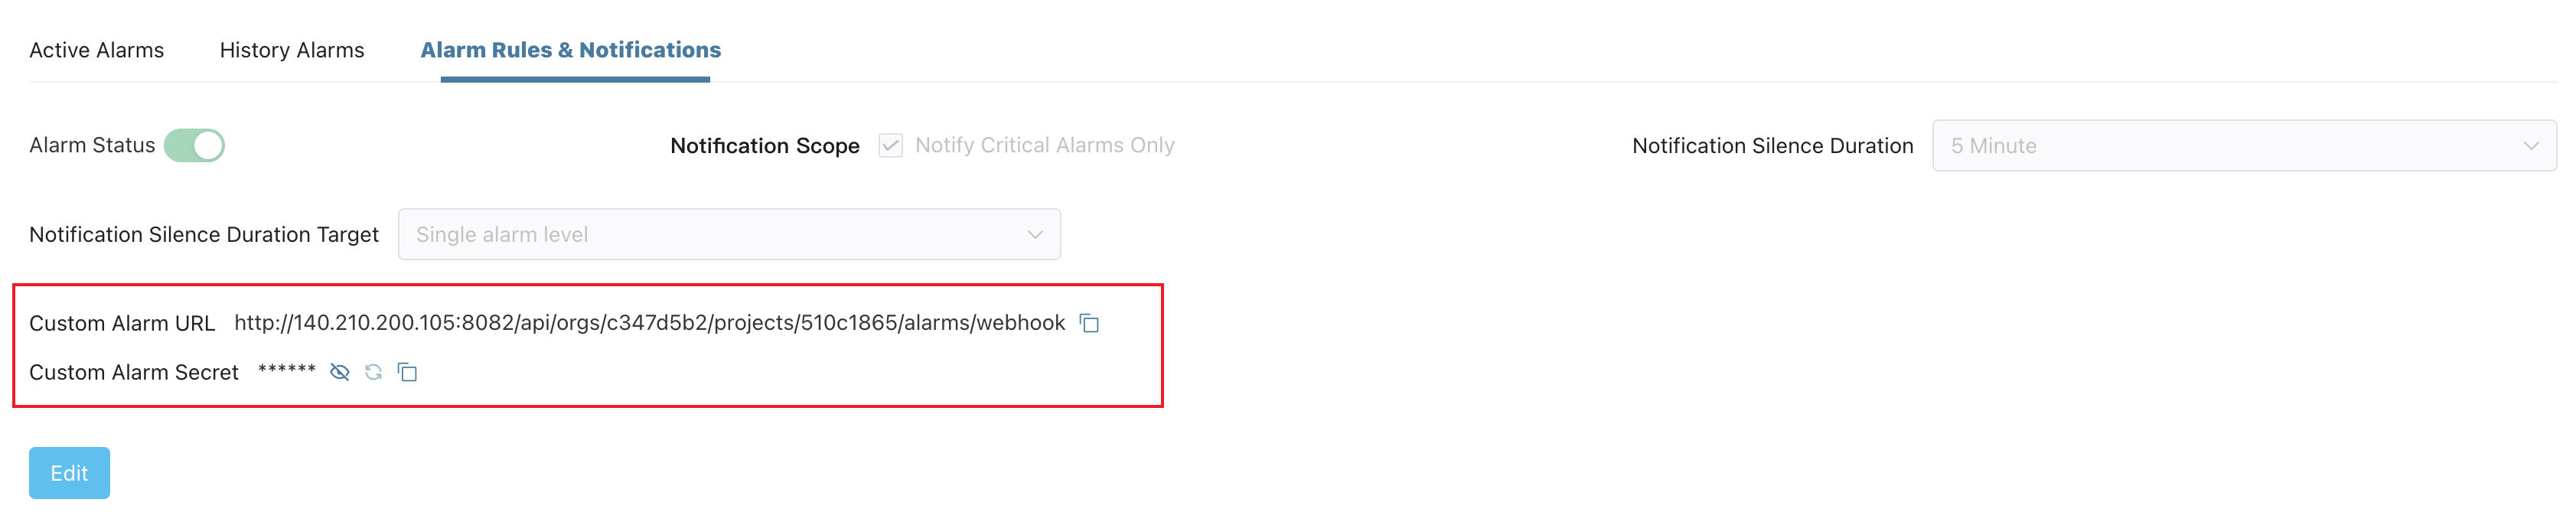 Active Alarms History Alarms Alarm Rules & Notifications
Alarm Status Notification Scope Notify Critical Alarms Only Notification Silence Duration 5 Minute
Notification Silence Duration Target Single alarm level
Custom Alarm URL http://140.210.200.105:8082/api/orgs/c347d5b2/projects/510c1865/alarms/webhook
Custom Alarm Secret ******
Edit